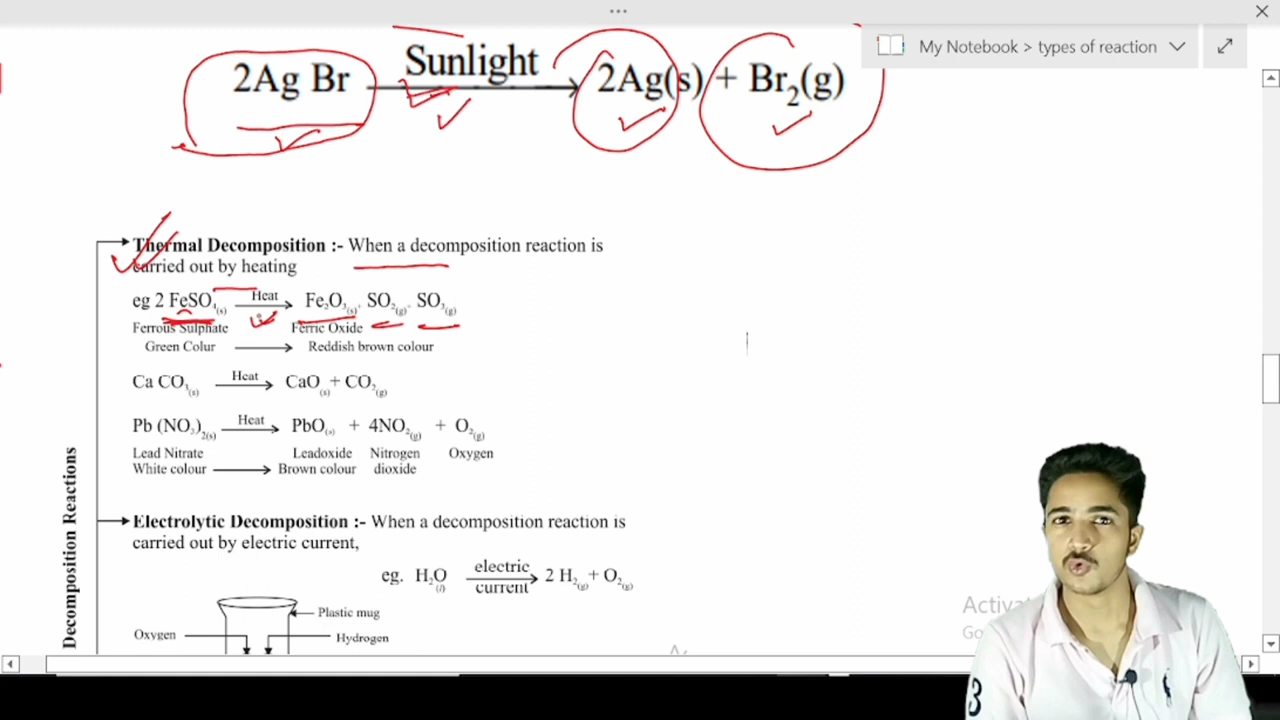 My Notebook > types of reaction
Sunlight
2Ag Br → 2Ag(s) + Br₂(g)
Thermal Decomposition :- When a decomposition reaction is
carried out by heating
eg 2 FeSO₄(s) Heat → Fe₂O₃(s), SO₂(g), SO₃(g)
Ferrous Sulphate Ferric Oxide
Green Colur → Reddish brown colour
Ca CO₃(s) Heat → CaO(s) + CO₂(g)
Pb (NO₃)₂(s) Heat → PbO(s) + 4NO₂(g) + O₂(g)
Lead Nitrate Leadoxide Nitrogen Oxygen
White colour → Brown colour dioxide
Decomposition Reactions
Electrolytic Decomposition :- When a decomposition reaction is
carried out by electric current,
eg. H₂O(l) electric current → 2 H₂(g) + O₂(g)
Plastic mug
Oxygen Hydrogen
3